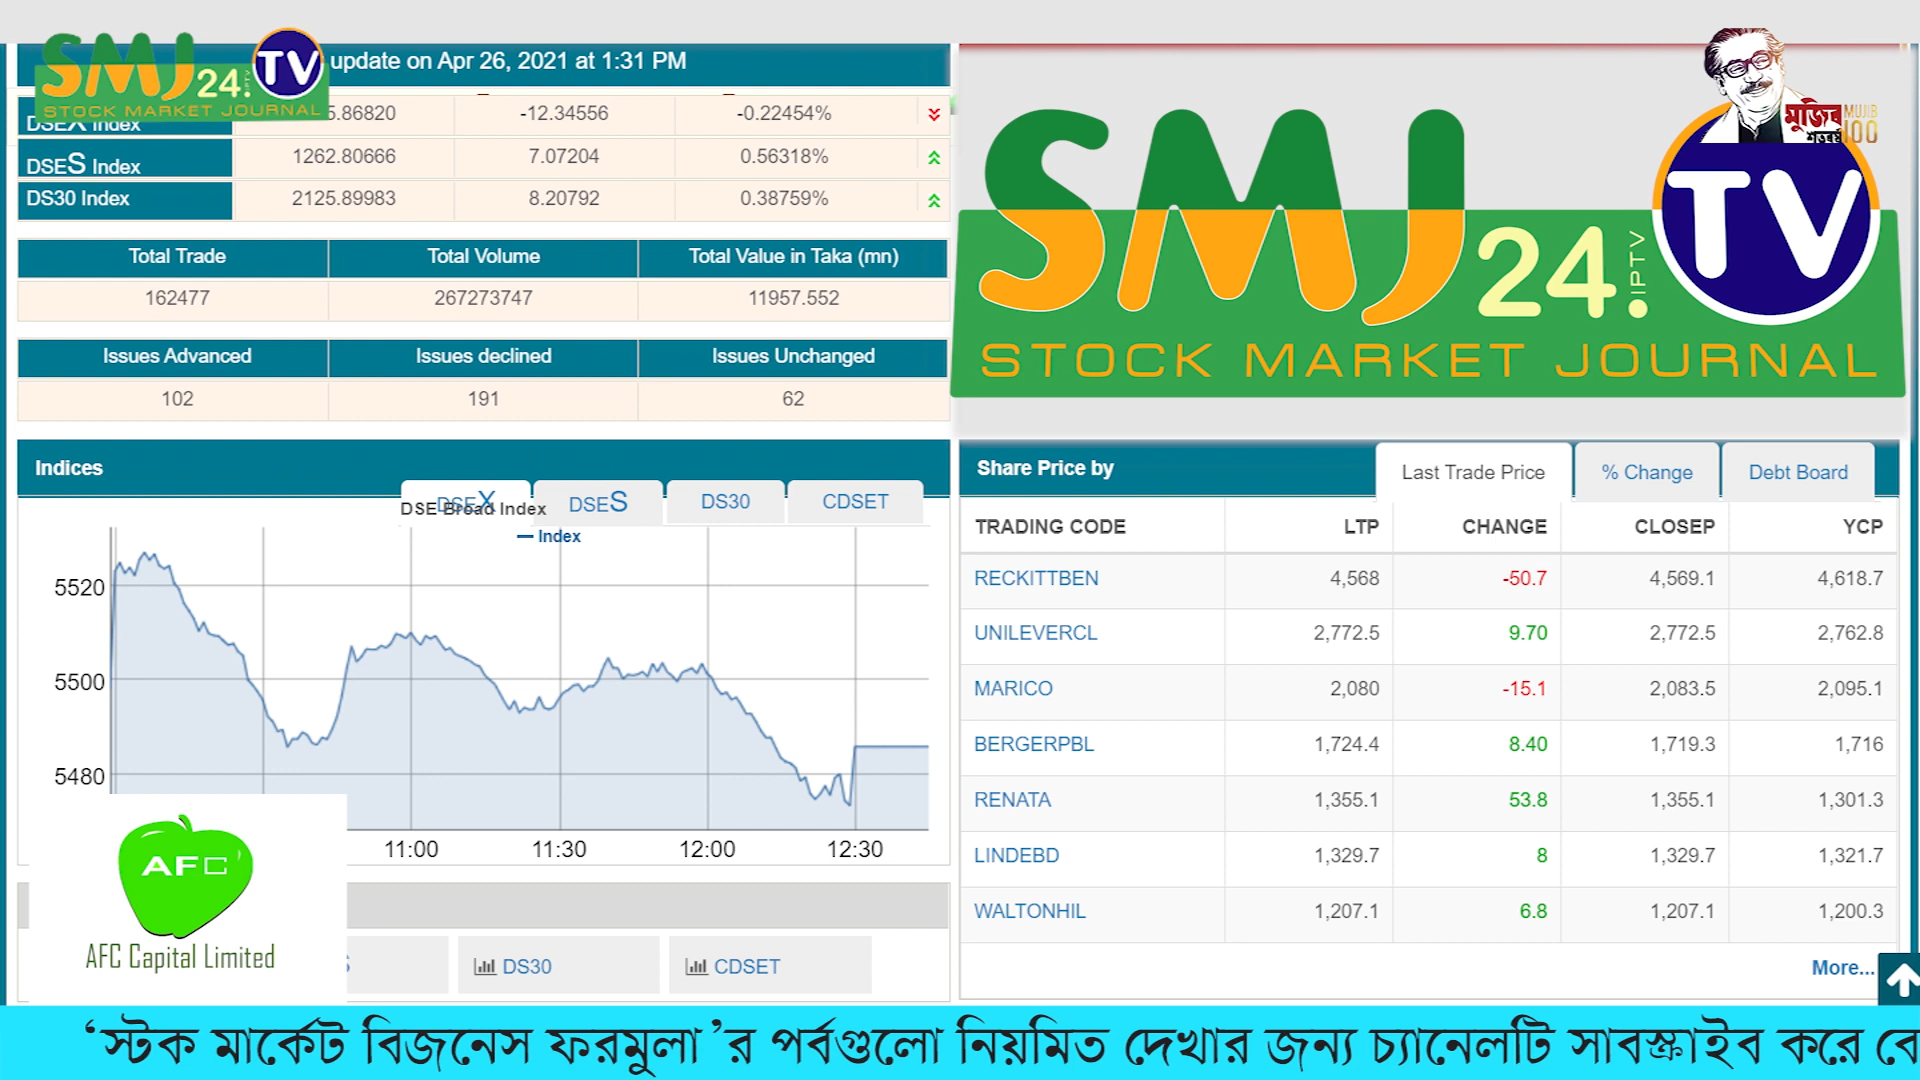 SMJ 24. IPTV TV
STOCK MARKET JOURNAL
update on Apr 26, 2021 at 1:31 PM
DSEX Index 5.86820 -12.34556 -0.22454%
DSES Index 1262.80666 7.07204 0.56318%
DS30 Index 2125.89983 8.20792 0.38759%
Total Trade Total Volume Total Value in Taka (mn)
162477 267273747 11957.552
Issues Advanced Issues declined Issues Unchanged
102 191 62
SMJ 24. IPTV TV
STOCK MARKET JOURNAL
মুজিব MUJIB
শতবর্ষ 100
Indices
DSEX DSES DS30 CDSET
DSE Broad Index
Index
5520
5500
5480
11:00 11:30 12:00 12:30
AFC
AFC Capital Limited
S DS30 CDSET
Share Price by Last Trade Price % Change Debt Board
TRADING CODE LTP CHANGE CLOSEP YCP
RECKITTBEN 4,568 -50.7 4,569.1 4,618.7
UNILEVERCL 2,772.5 9.70 2,772.5 2,762.8
MARICO 2,080 -15.1 2,083.5 2,095.1
BERGERPBL 1,724.4 8.40 1,719.3 1,716
RENATA 1,355.1 53.8 1,355.1 1,301.3
LINDEBD 1,329.7 8 1,329.7 1,321.7
WALTONHIL 1,207.1 6.8 1,207.1 1,200.3
More...
‘স্টক মার্কেট বিজনেস ফরমুলা’র পর্বগুলো নিয়মিত দেখার জন্য চ্যানেলটি সাবস্ক্রাইব করে বে